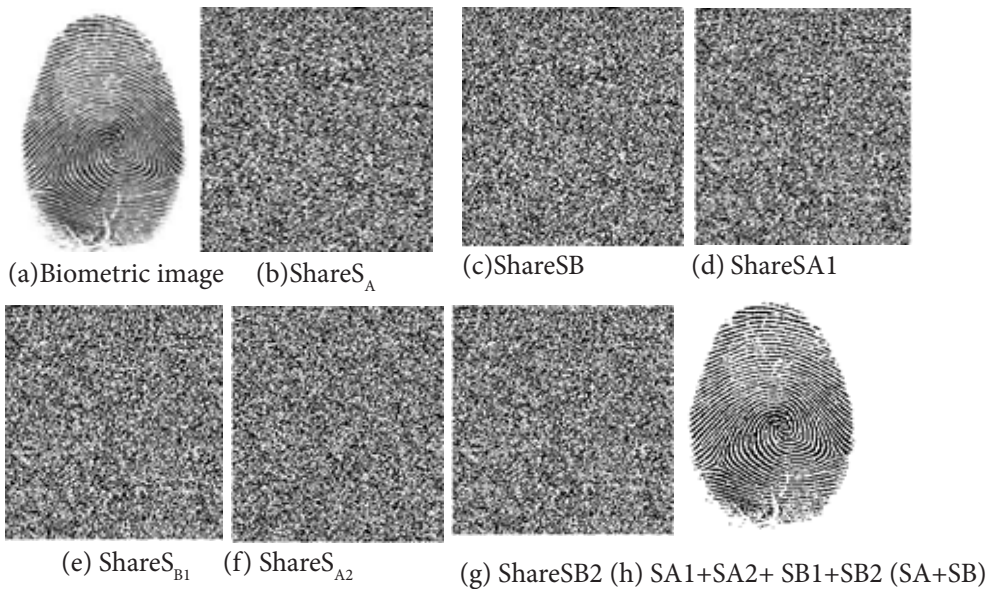 (a)Biometric image (b)ShareS_A (c)ShareSB (d) ShareSA1
(e) ShareS_B1 (f) ShareS_A2 (g) ShareSB2 (h) SA1+SA2+ SB1+SB2 (SA+SB)